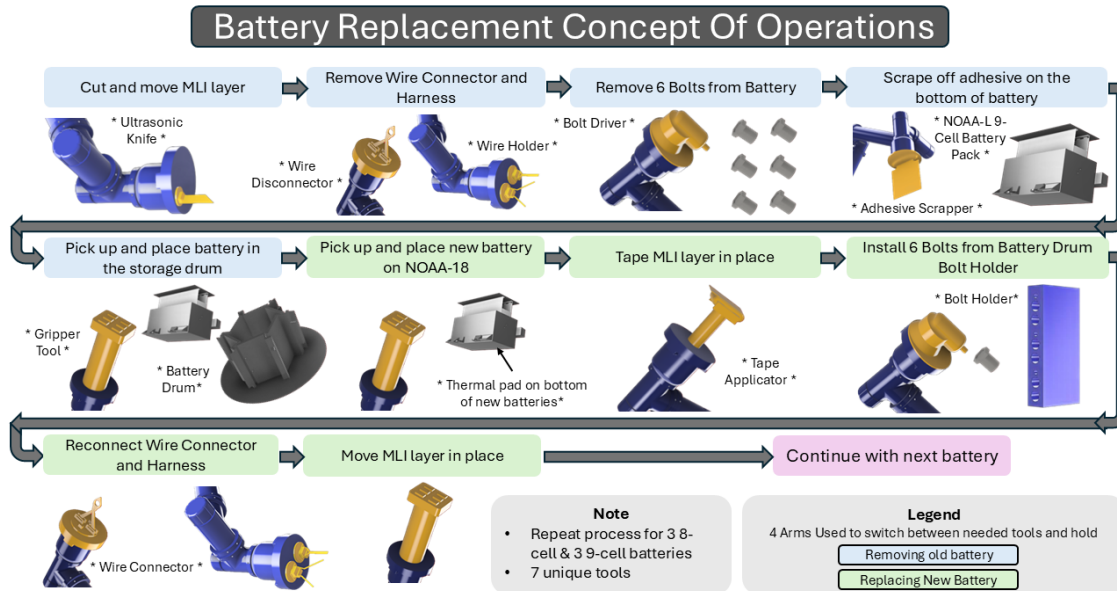 Battery Replacement Concept Of Operations
Cut and move MLI layer
Remove Wire Connector and
Harness
Remove 6 Bolts from Battery
Scrape off adhesive on the
bottom of battery
* Ultrasonic
Knife *
* Wire
Disconnector *
* Wire Holder *
* Bolt Driver *
* NOAA-L 9-
Cell Battery
Pack *
* Adhesive Scrapper *
Pick up and place battery in
the storage drum
Pick up and place new battery
on NOAA-18
Tape MLI layer in place
Install 6 Bolts from Battery Drum
Bolt Holder
* Gripper
Tool *
* Battery
Drum*
* Thermal pad on bottom
of new batteries*
* Tape
Applicator *
* Bolt Holder*
Reconnect Wire Connector
and Harness
Move MLI layer in place
Continue with next battery
* Wire Connector *
Note
• Repeat process for 3 8-
cell & 3 9-cell batteries
• 7 unique tools
Legend
4 Arms Used to switch between needed tools and hold
Removing old battery
Replacing New Battery